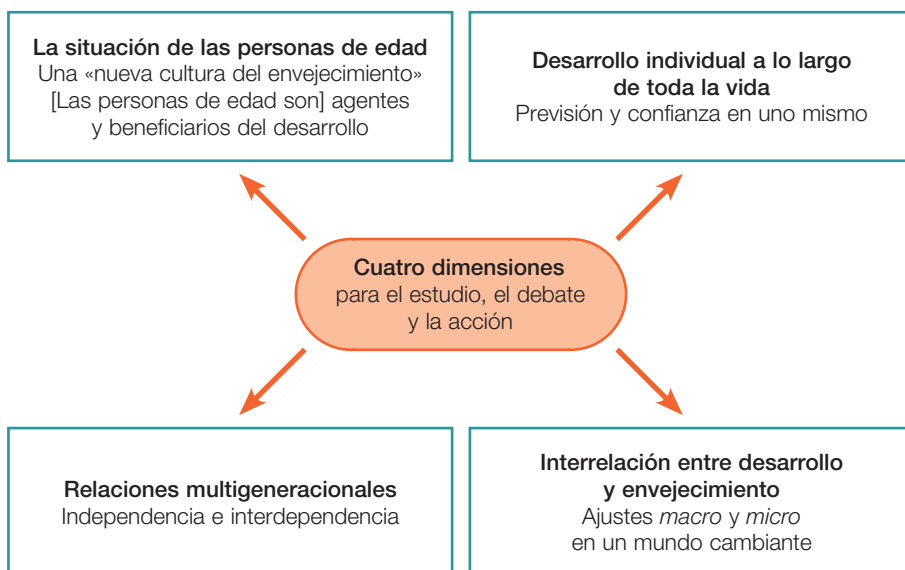 La situación de las personas de edad
Una «nueva cultura del envejecimiento»
[Las personas de edad son] agentes
y beneficiarios del desarrollo
Desarrollo individual a lo largo
de toda la vida
Previsión y confianza en uno mismo
Cuatro dimensiones
para el estudio, el debate
y la acción
Relaciones multigeneracionales
Independencia e interdependencia
Interrelación entre desarrollo
y envejecimiento
Ajustes macro y micro
en un mundo cambiante